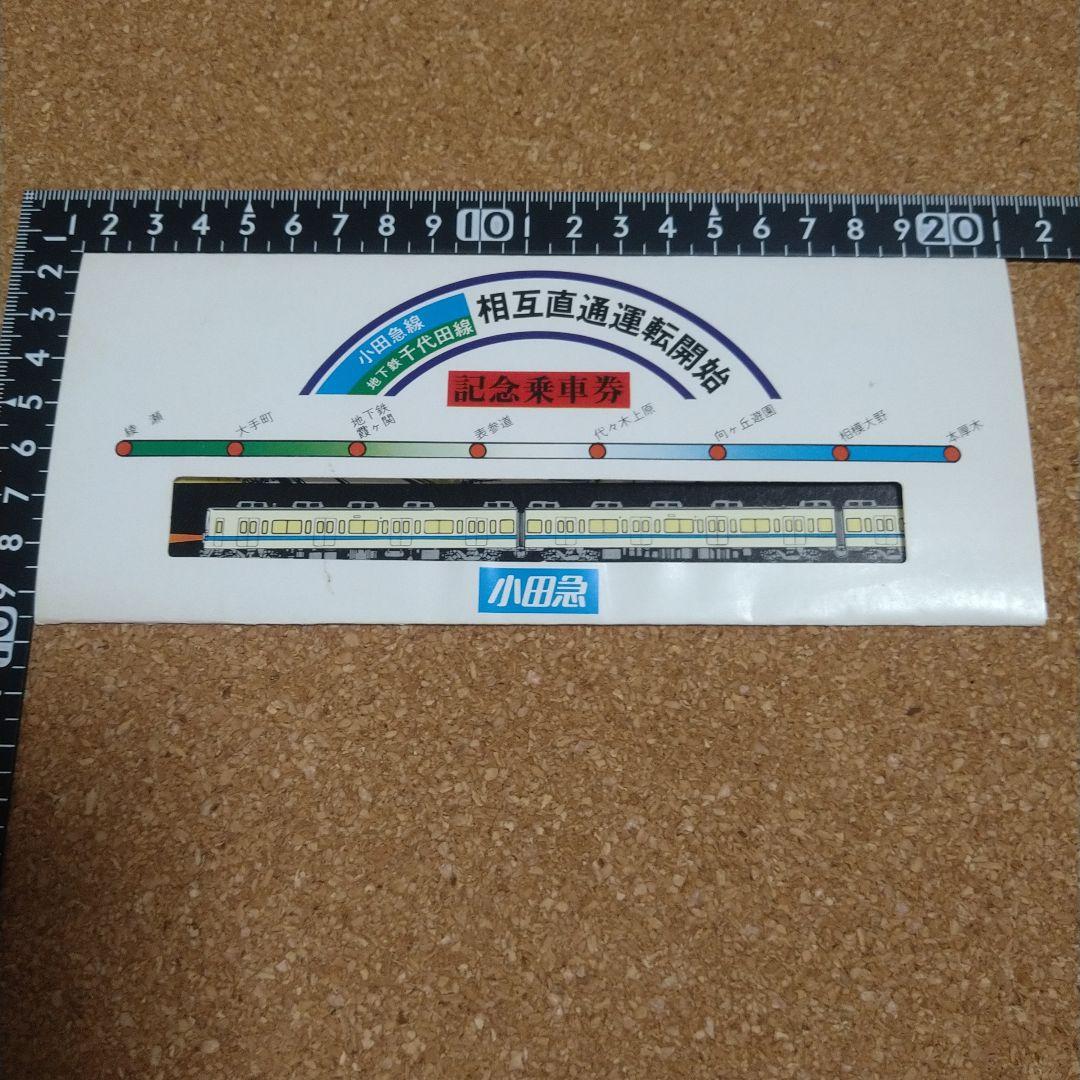 1 2 3 4 5 6 7 8 9 10 1 2 3 4 5 6 7 8 9 20 1 2
1 2 3 4 5 6 7 8 9 10
相互直通運転開始
小田急線
地下鉄千代田線
記念乗車券
綾瀬
大手町
地下鉄
霞ヶ関
表参道
代々木上原
向ヶ丘遊園
相模大野
本厚木
小田急